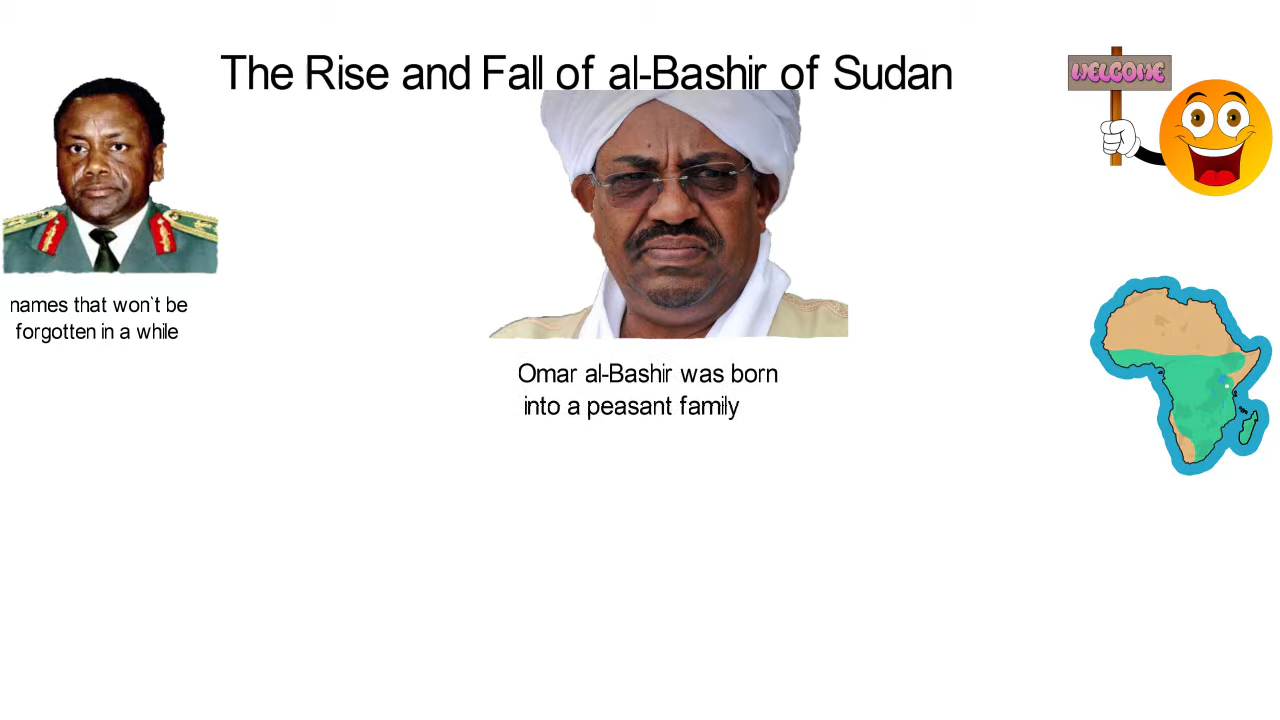 The Rise and Fall of al-Bashir of Sudan
WELCOME
names that won`t be
forgotten in a while
Omar al-Bashir was born
into a peasant family